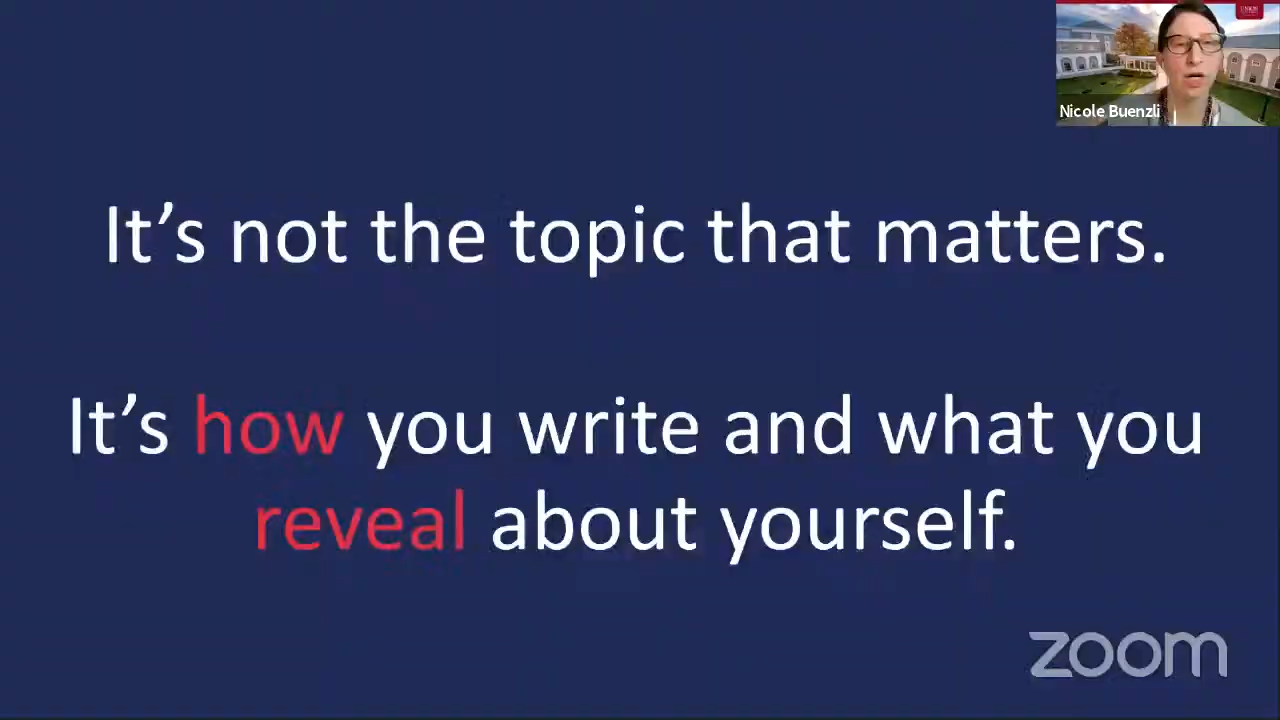 UNION
Nicole Buenzli
It’s not the topic that matters.
It’s how you write and what you
reveal about yourself.
zoom